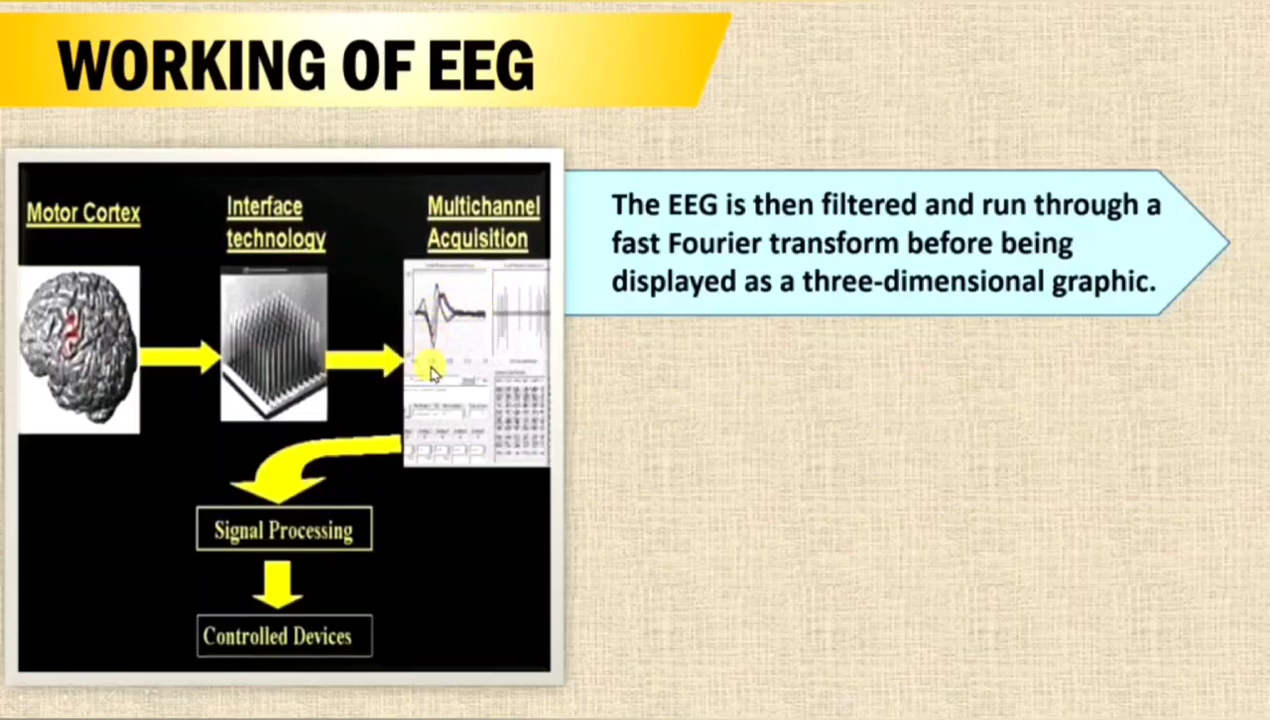 WORKING OF EEG
Motor Cortex
Interface
technology
Multichannel
Acquisition
The EEG is then filtered and run through a
fast Fourier transform before being
displayed as a three-dimensional graphic.
Signal Processing
Controlled Devices